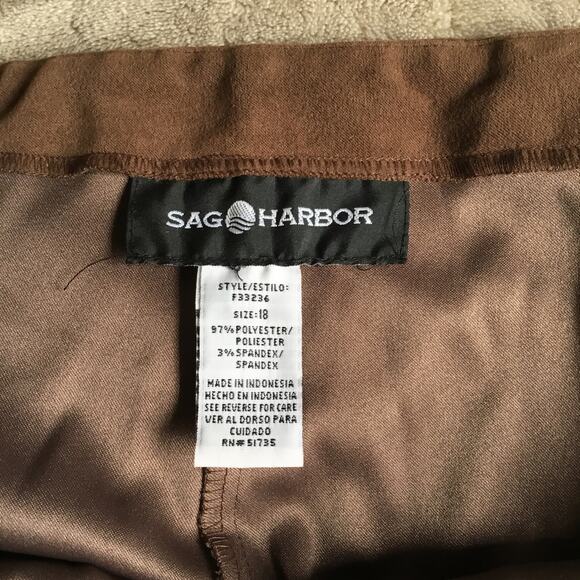 SAG HARBOR
STYLE/ESTILO:
F33236
SIZE:18
97%POLYESTER/
POLIESTER
3%SPANDEX/
SPANDEX
MADE IN INDONESIA
HECHO EN INDONESIA
SEE REVERSE FOR CARE
VER AL DORSO PARA
CUIDADO
RN#51735